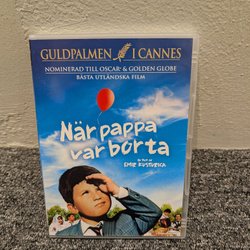 GULDPALMEN I CANNES
NOMINERAD TILL OSCAR & GOLDEN GLOBE
BÄSTA UTLÄNDSKA FILM
När pappa
var borta
en film av
EMIR KUSTURICA